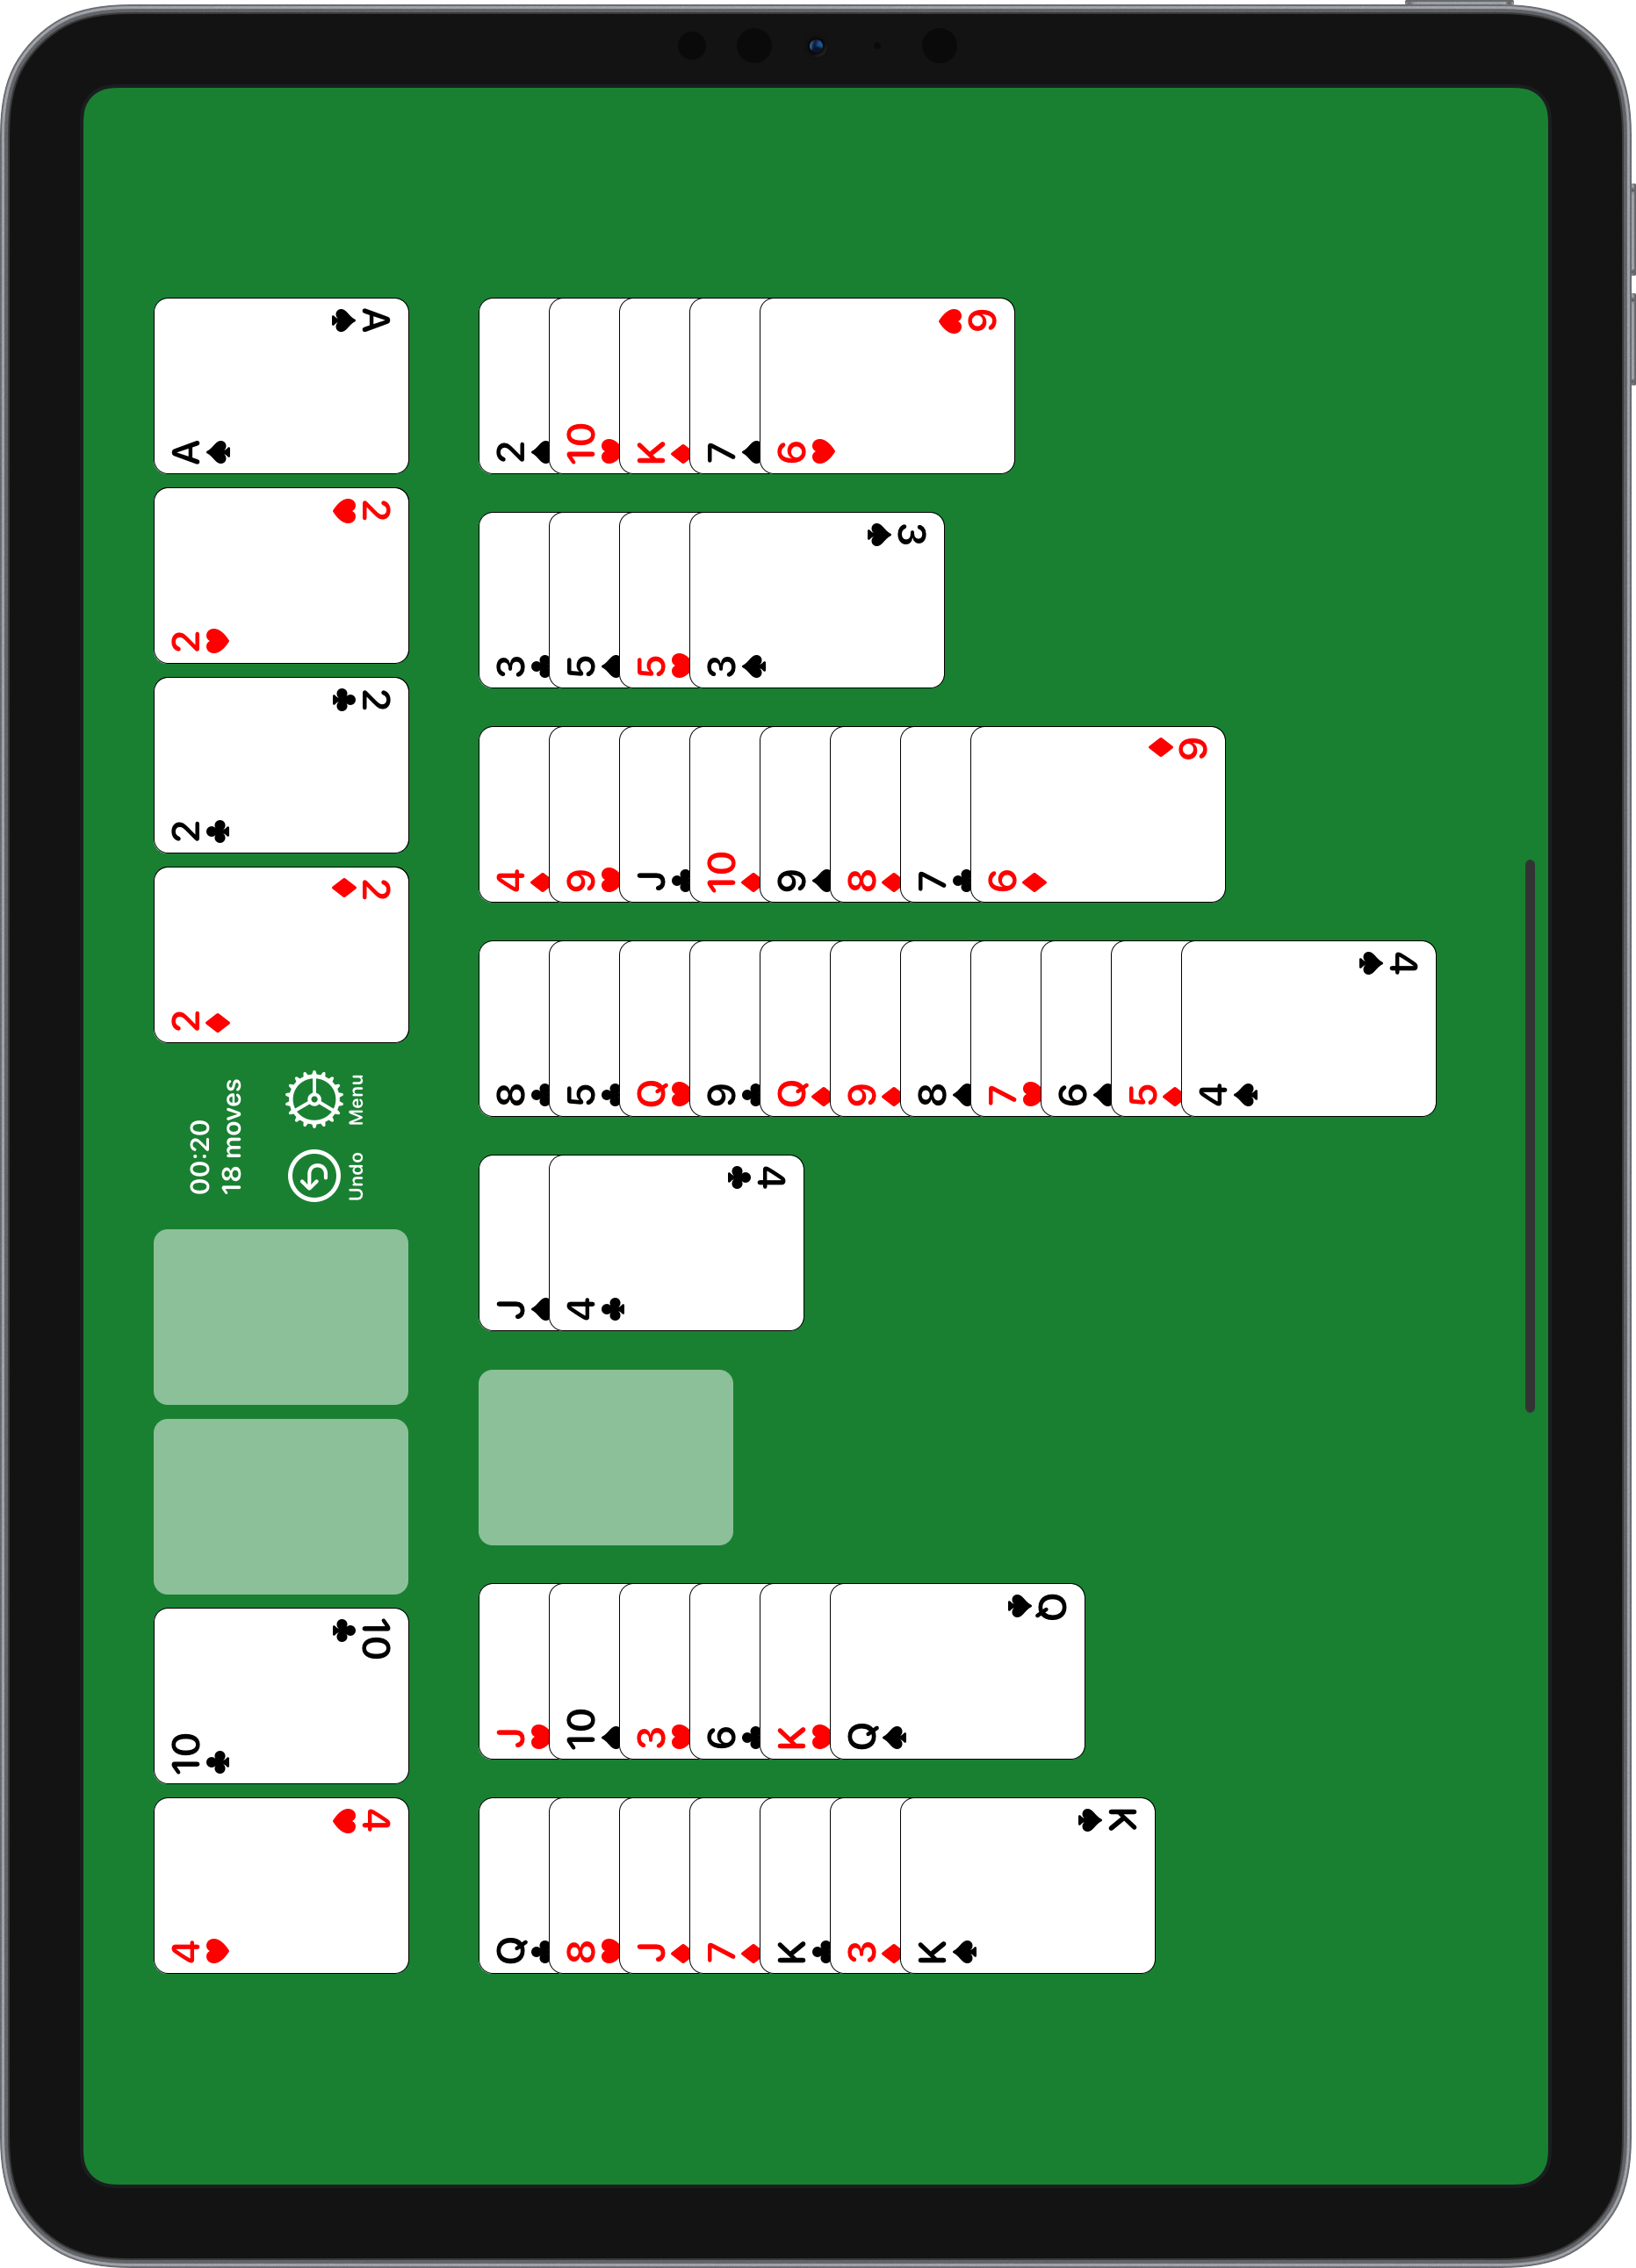 4♥
4♥
10♣
10♣
00:20
18 moves
Undo
Menu
2♦
2♦
2♣
2♣
2♥
2♥
A♠
A♠
Q♣
8♥
J♦
7♦
K♣
3♦
K♠
K♠
J♥
10♠
3♥
6♣
K♥
Q♠
Q♠
J♠
4♣
4♣
8♣
5♣
Q♥
9♣
Q♦
9♦
8♠
7♥
6♠
5♦
4♠
4♠
4♦
9♥
J♣
10♦
9♠
8♦
7♣
6♦
6♦
3♣
5♠
5♥
3♠
3♠
2♠
10♥
K♦
7♠
6♥
6♥